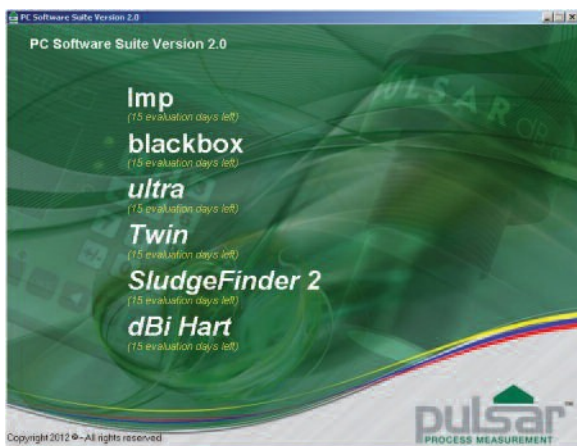 PC Software Suite Version 2.0
PC Software Suite Version 2.0
Imp
(15 evaluation days left)
blackbox
(15 evaluation days left)
ultra
(15 evaluation days left)
Twin
(15 evaluation days left)
SludgeFinder 2
(15 evaluation days left)
dBi Hart
(15 evaluation days left)
PULSAR dB
pulsar™
PROCESS MEASUREMENT
Copyright 2012 © - All rights reserved